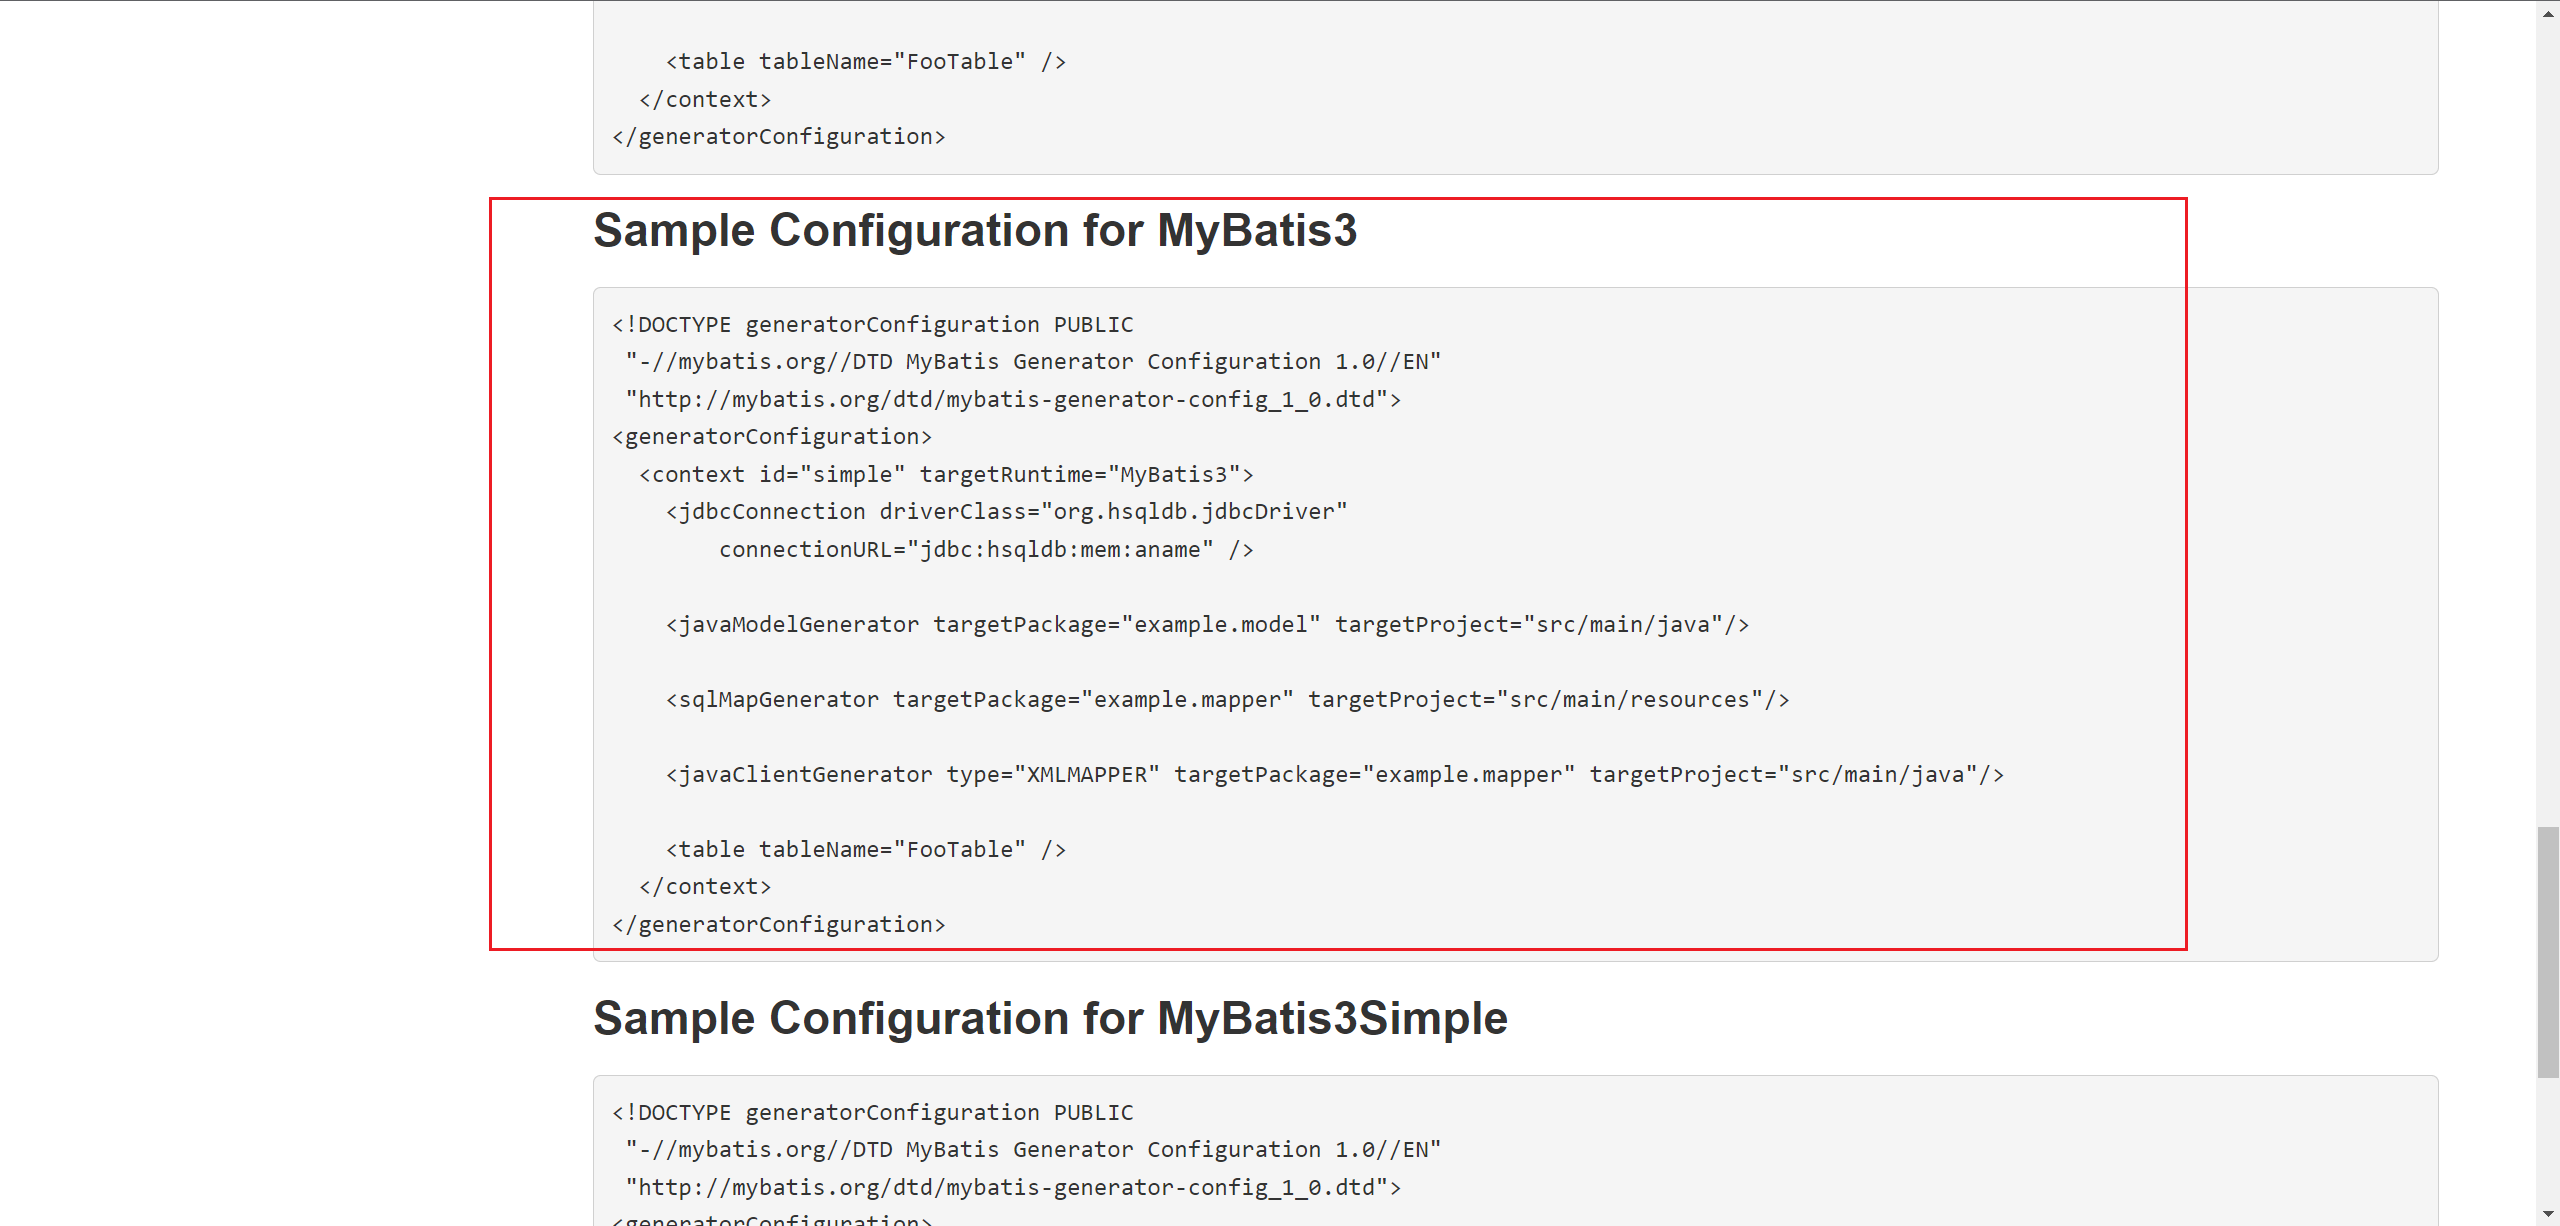 <table tableName="FooTable" />
</context>
</generatorConfiguration>
Sample Configuration for MyBatis3
<!DOCTYPE generatorConfiguration PUBLIC
"-//mybatis.org//DTD MyBatis Generator Configuration 1.0//EN"
"http://mybatis.org/dtd/mybatis-generator-config_1_0.dtd">
<generatorConfiguration>
<context id="simple" targetRuntime="MyBatis3">
<jdbcConnection driverClass="org.hsqldb.jdbcDriver"
connectionURL="jdbc:hsqldb:mem:aname" />
<javaModelGenerator targetPackage="example.model" targetProject="src/main/java"/>
<sqlMapGenerator targetPackage="example.mapper" targetProject="src/main/resources"/>
<javaClientGenerator type="XMLMAPPER" targetPackage="example.mapper" targetProject="src/main/java"/>
<table tableName="FooTable" />
</context>
</generatorConfiguration>
Sample Configuration for MyBatis3Simple
<!DOCTYPE generatorConfiguration PUBLIC
"-//mybatis.org//DTD MyBatis Generator Configuration 1.0//EN"
"http://mybatis.org/dtd/mybatis-generator-config_1_0.dtd">
<generatorConfiguration>